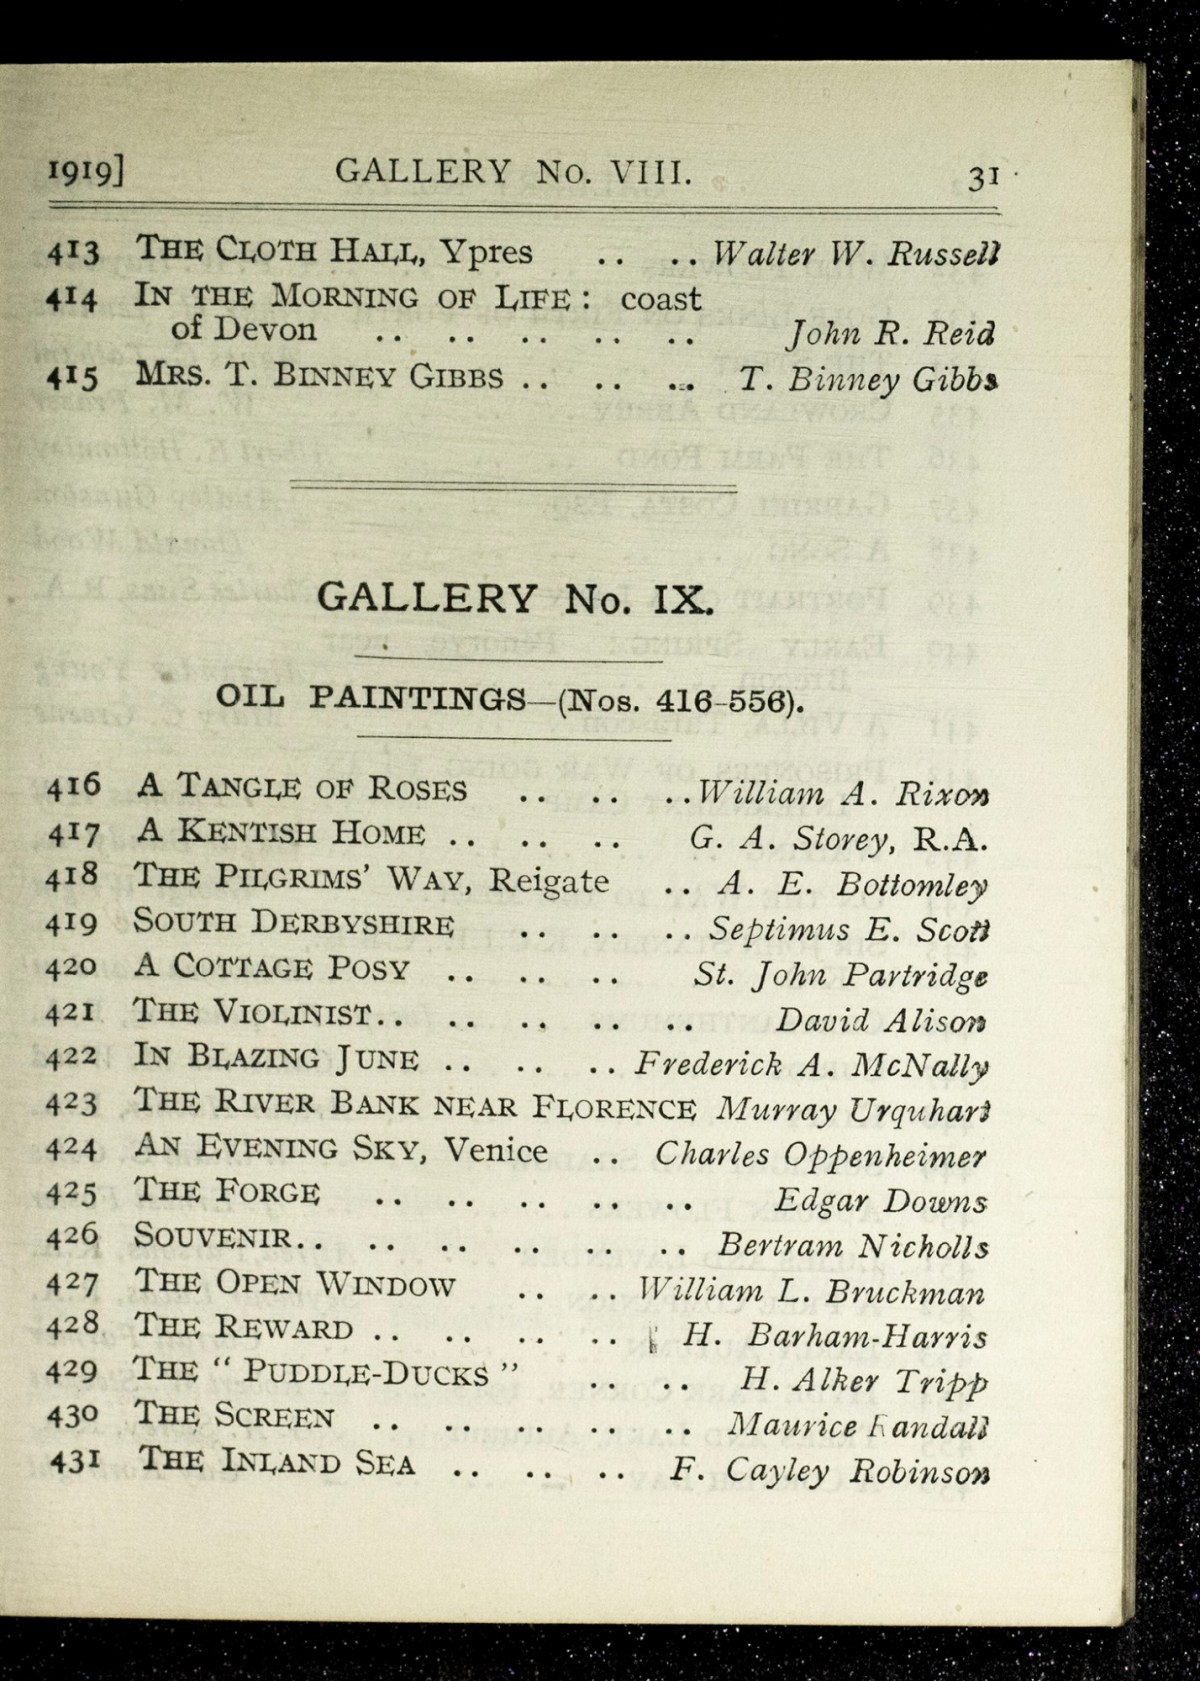 1919] GALLERY No. VIII. 31
413 THE CLOTH HALL, Ypres .. .. Walter W. Russell
414 IN THE MORNING OF LIFE: coast
of Devon .. .. .. .. .. John R. Reid
415 MRS. T. BINNEY GIBBS .. .. .. T. Binney Gibbs
GALLERY No. IX.
OIL PAINTINGS—(Nos. 416-556).
416 A TANGLE OF ROSES .. .. .. William A. Rixon
417 A KENTISH HOME .. .. .. G. A. Storey, R.A.
418 THE PILGRIMS' WAY, Reigate .. A. E. Bottomley
419 SOUTH DERBYSHIRE .. .. .. Septimus E. Scott
420 A COTTAGE POSY .. .. .. St. John Partridge
421 THE VIOLINIST .. .. .. .. .. David Alison
422 IN BLAZING JUNE .. .. .. Frederick A. McNally
423 THE RIVER BANK NEAR FLORENCE Murray Urquhart
424 AN EVENING SKY, Venice .. Charles Oppenheimer
425 THE FORGE .. .. .. .. .. Edgar Downs
426 SOUVENIR .. .. .. .. .. .. Bertram Nicholls
427 THE OPEN WINDOW .. .. William L. Bruckman
428 THE REWARD .. .. .. .. H. Barham-Harris
429 THE " PUDDLE-DUCKS " .. .. H. Alker Tripp
430 THE SCREEN .. .. .. .. .. Maurice Randall
431 THE INLAND SEA .. .. .. F. Cayley Robinson